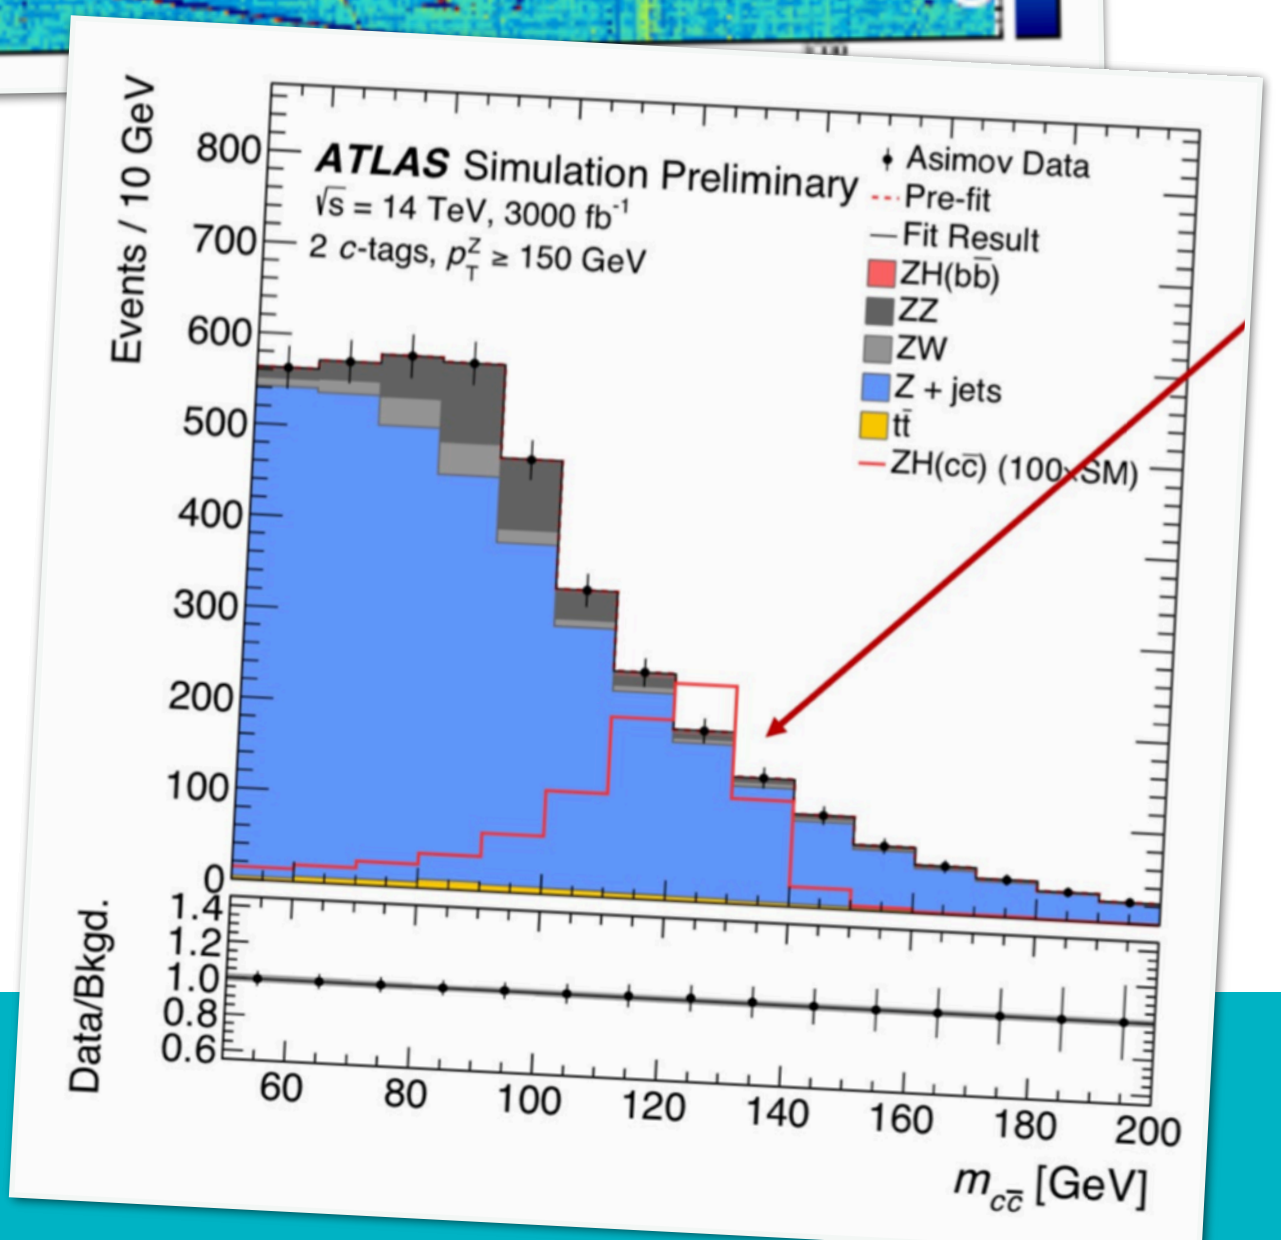 ATLAS Simulation Preliminary
√s = 14 TeV, 3000 fb⁻¹
2 c-tags, p_T^Z ≥ 150 GeV
Asimov Data
Pre-fit
Fit Result
ZH(bb̅)
ZZ
ZW
Z + jets
tt̅
ZH(cc̅) (100×SM)
Events / 10 GeV
800
700
600
500
400
300
200
100
0
Data/Bkgd.
1.4
1.2
1.0
0.8
0.6
60 80 100 120 140 160 180 200
m_cc̅ [GeV]